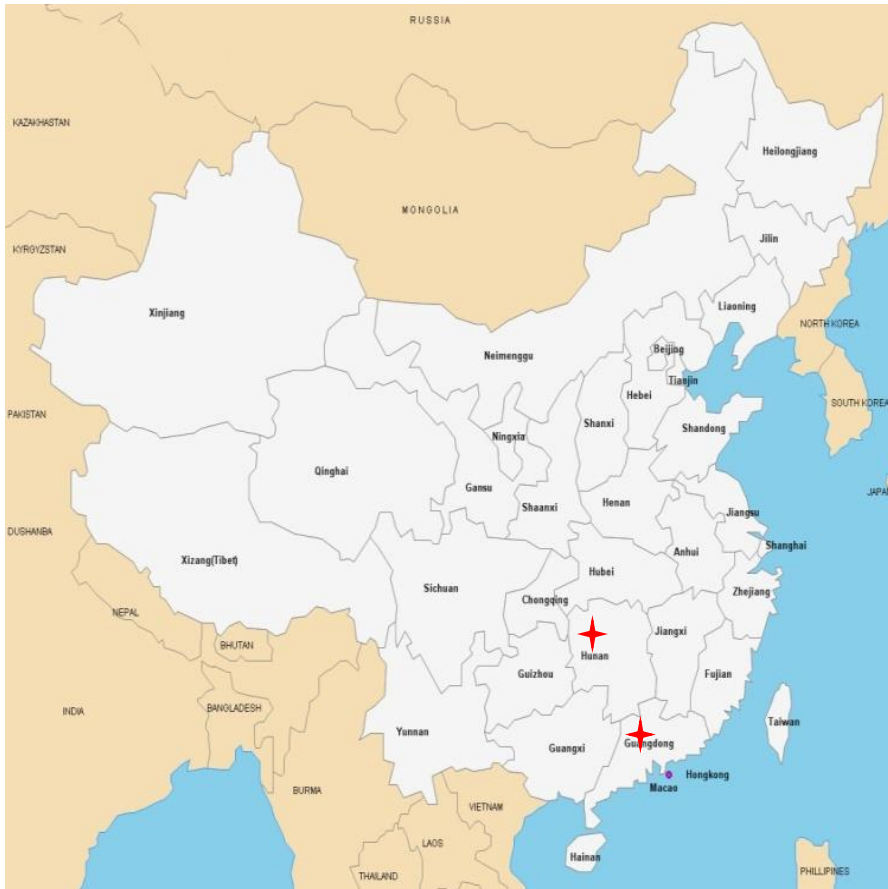 RUSSIA
KAZAKHSTAN
Heilongjiang
MONGOLIA
Jilin
KYRGYZSTAN
Liaoning
Xinjiang
NORTH KOREA
Neimenggu
Beijing
Tianjin
Hebei
SOUTH KOREA
PAKISTAN
Shanxi
Shandong
Ningxia
Qinghai
Gansu
JAPAN
Henan
Shaanxi
Jiangsu
DUSHANBA
Shanghai
Anhui
Xizang(Tibet)
Hubei
Sichuan
Zhejiang
Chongqing
NEPAL
Jiangxi
BHUTAN
Hunan
Guizhou
Fujian
INDIA
BANGLADESH
Taiwan
Yunnan
Guangdong
Guangxi
Hongkong
Macao
BURMA
VIETNAM
LAOS
Hainan
THAILAND
PHILLIPINES